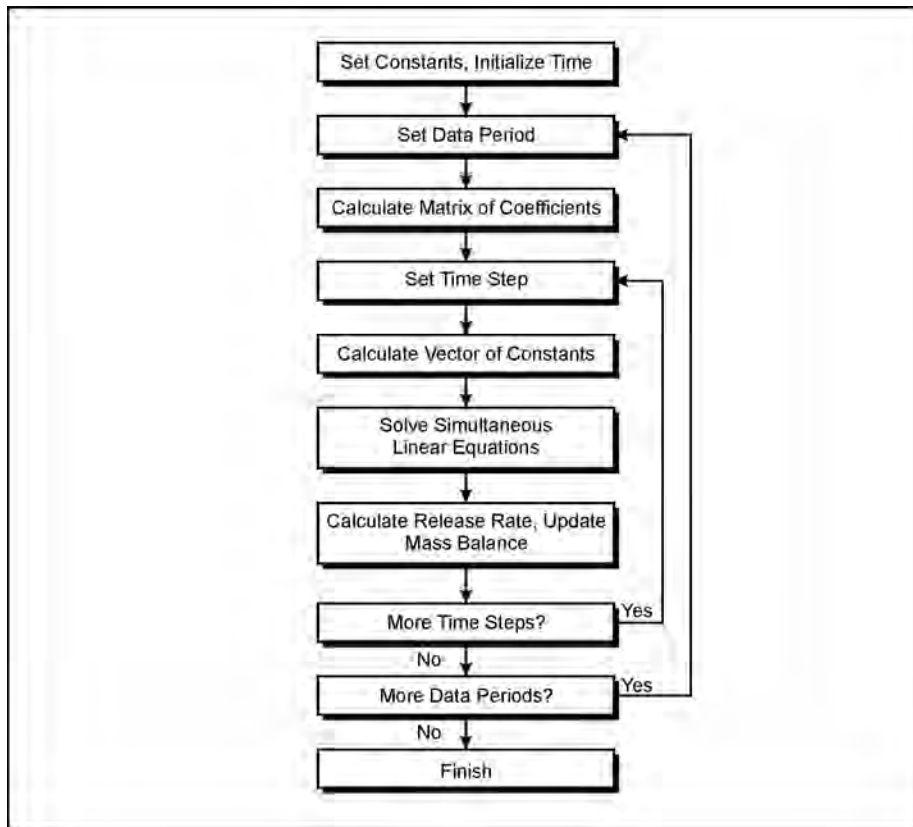 Set Constants, Initialize Time
Set Data Period
Calculate Matrix of Coefficients
Set Time Step
Calculate Vector of Constants
Solve Simultaneous
Linear Equations
Calculate Release Rate, Update
Mass Balance
More Time Steps?
Yes
No
More Data Periods?
Yes
No
Finish